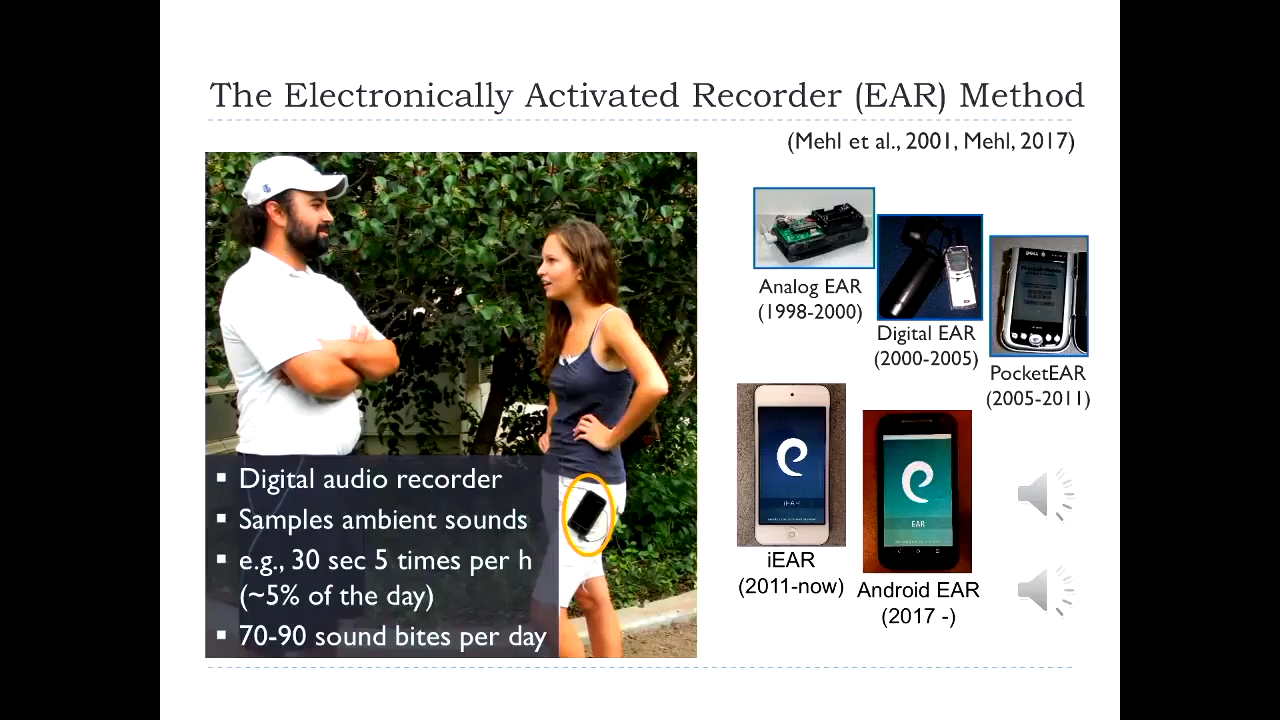 The Electronically Activated Recorder (EAR) Method
(Mehl et al., 2001, Mehl, 2017)
Analog EAR
(1998-2000)
Digital EAR
(2000-2005)
DELL
PocketEAR
(2005-2011)
▪ Digital audio recorder
▪ Samples ambient sounds
▪ e.g., 30 sec 5 times per h
(~5% of the day)
▪ 70-90 sound bites per day
iEAR
iEAR
(2011-now)
EAR
Android EAR
(2017 -)